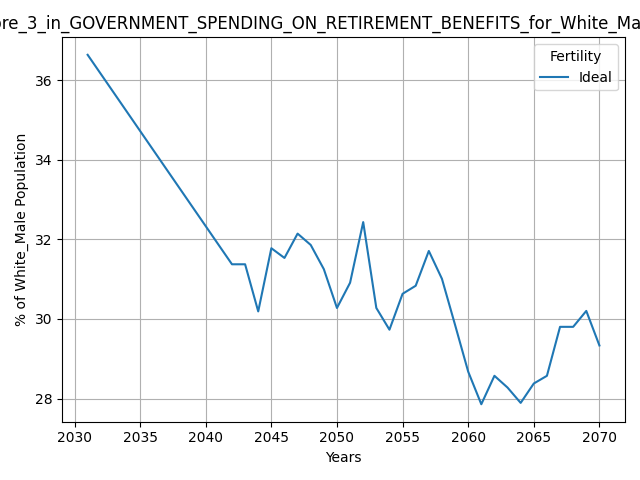 re_3_in_GOVERNMENT_SPENDING_ON_RETIREMENT_BENEFITS_for_White_Ma
Fertility
Ideal
% of White_Male Population
36
34
32
30
28
2030 2035 2040 2045 2050 2055 2060 2065 2070
Years